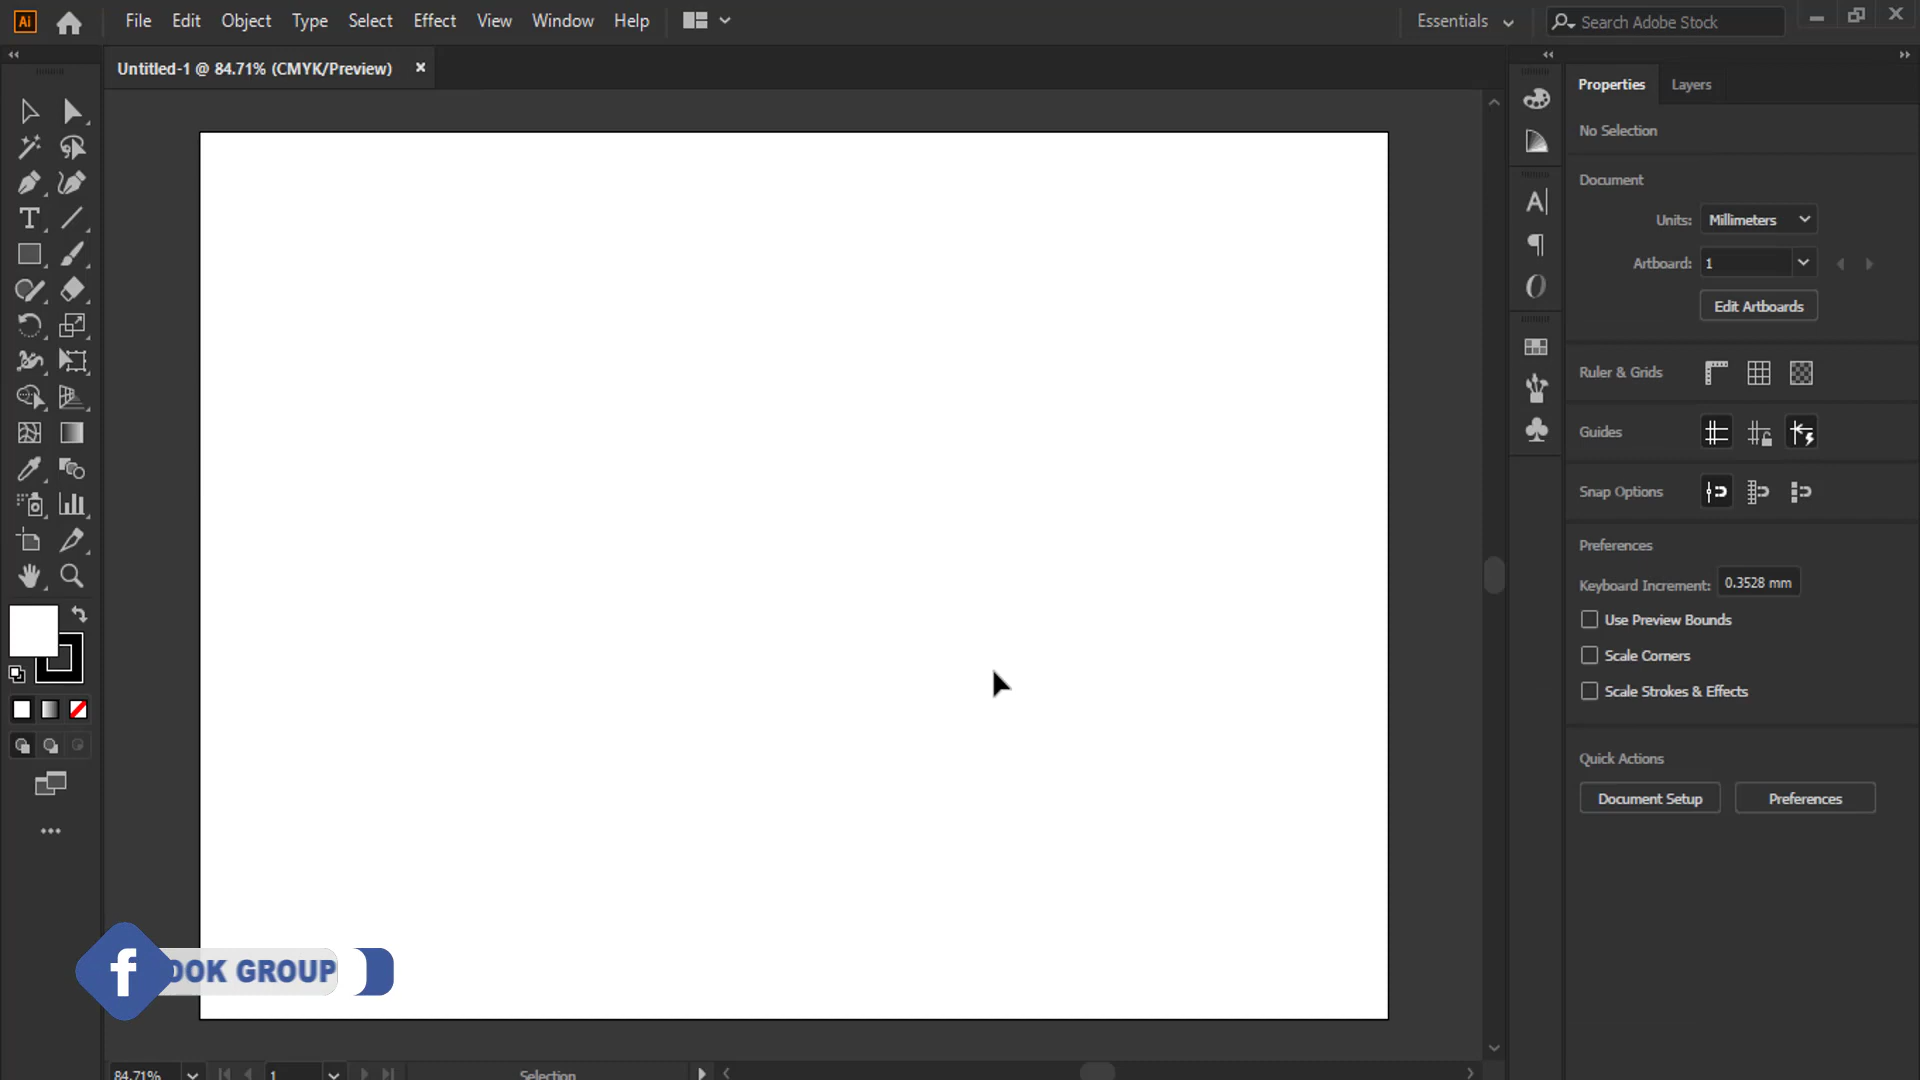 Ai File Edit Object Type Select Effect View Window Help Essentials Search Adobe Stock
Untitled-1 @ 84.71% (CMYK/Preview) ×
Properties Layers
No Selection
Document
Units: Millimeters
Artboard: 1
Edit Artboards
Ruler & Grids
Guides
Snap Options
Preferences
Keyboard Increment: 0.3528 mm
Use Preview Bounds
Scale Corners
Scale Strokes & Effects
Quick Actions
Document Setup Preferences
f OOK GROUP
84.71% 1 Selection